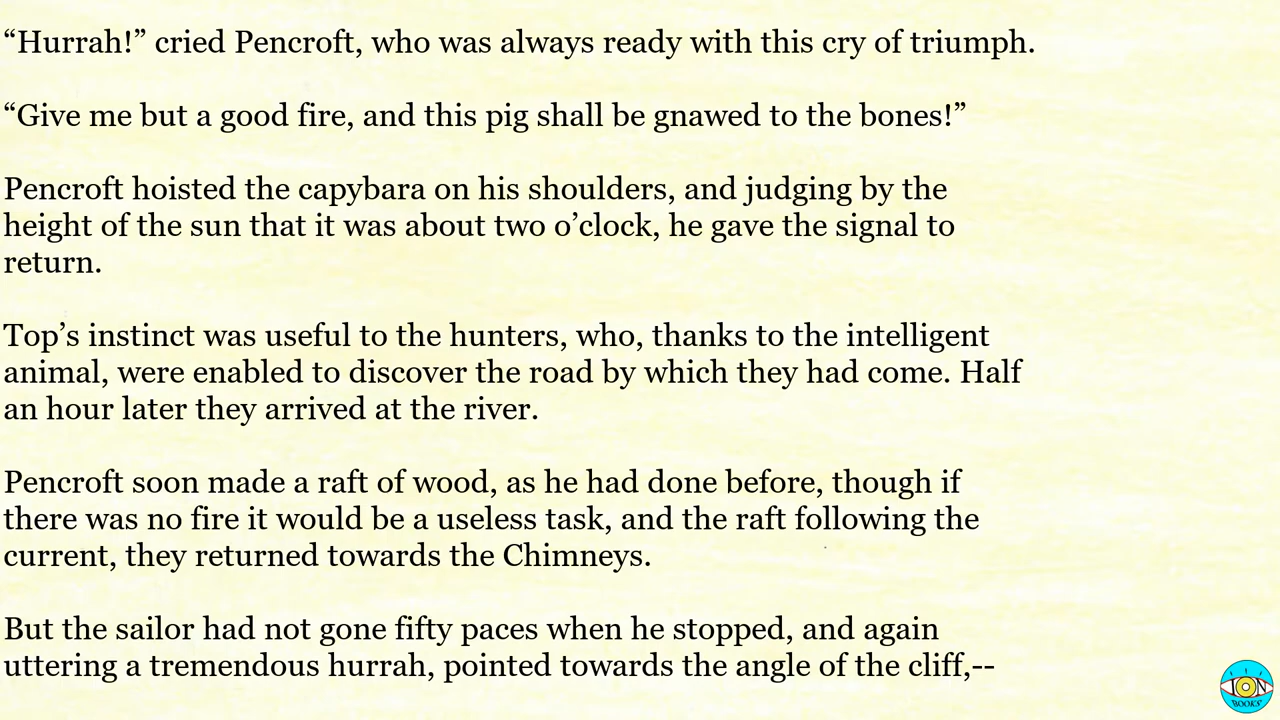 “Hurrah!” cried Pencroft, who was always ready with this cry of triumph.
“Give me but a good fire, and this pig shall be gnawed to the bones!”
Pencroft hoisted the capybara on his shoulders, and judging by the
height of the sun that it was about two o’clock, he gave the signal to
return.
Top’s instinct was useful to the hunters, who, thanks to the intelligent
animal, were enabled to discover the road by which they had come. Half
an hour later they arrived at the river.
Pencroft soon made a raft of wood, as he had done before, though if
there was no fire it would be a useless task, and the raft following the
current, they returned towards the Chimneys.
But the sailor had not gone fifty paces when he stopped, and again
uttering a tremendous hurrah, pointed towards the angle of the cliff,--
ION
BOOKS